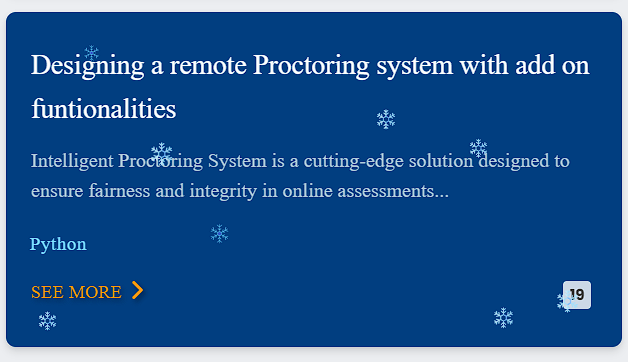 Designing a remote Proctoring system with add on
funtionalities
Intelligent Proctoring System is a cutting-edge solution designed to
ensure fairness and integrity in online assessments...
Python
SEE MORE
19